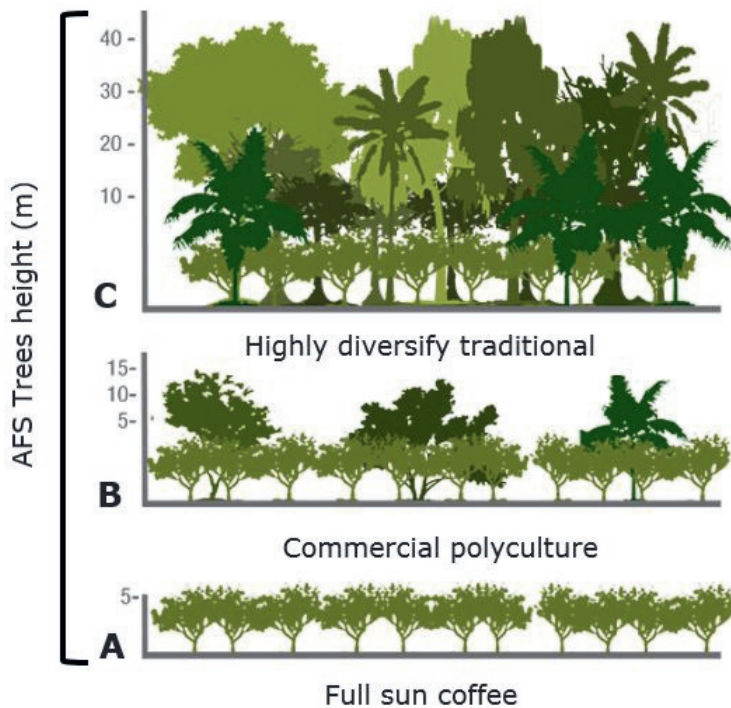 AFS Trees height (m)
40-
30-
20-
10-
C
Highly diversify traditional
15-
10-
5-
B
Commercial polyculture
5-
A
Full sun coffee